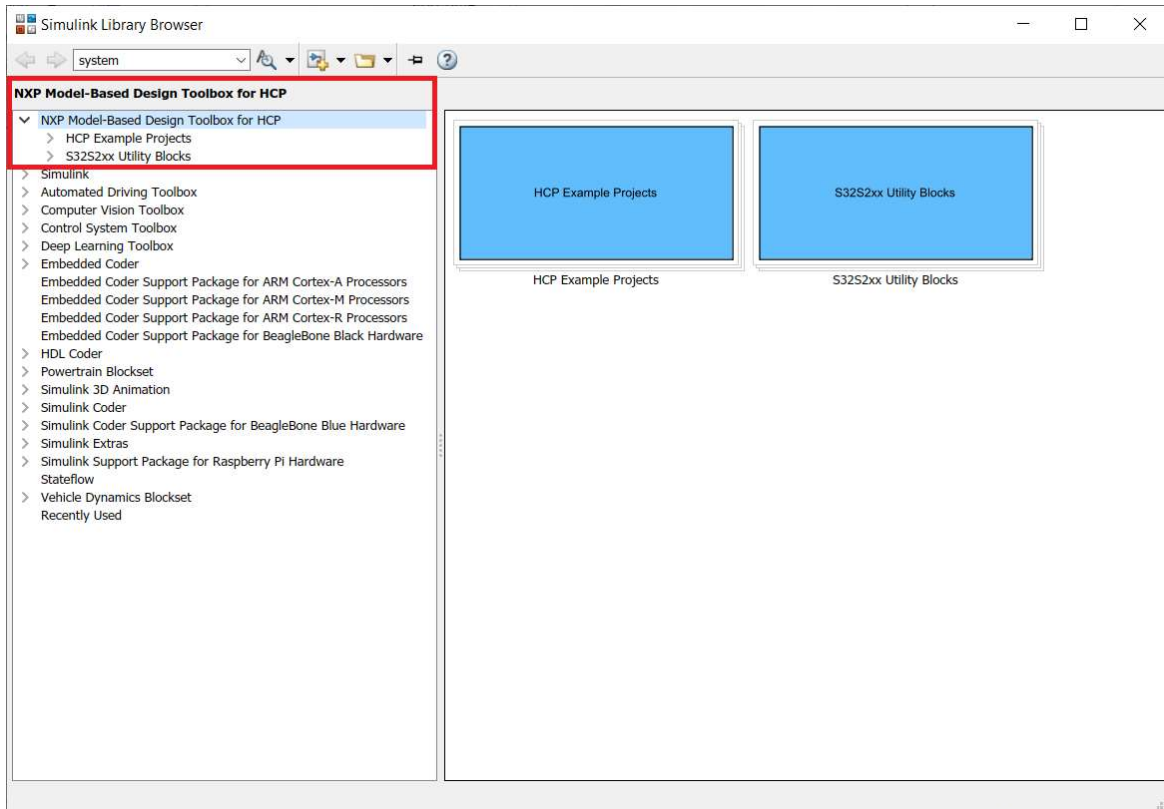 Simulink Library Browser
system
NXP Model-Based Design Toolbox for HCP
NXP Model-Based Design Toolbox for HCP
HCP Example Projects
S32S2xx Utility Blocks
Simulink
Automated Driving Toolbox
Computer Vision Toolbox
Control System Toolbox
Deep Learning Toolbox
Embedded Coder
Embedded Coder Support Package for ARM Cortex-A Processors
Embedded Coder Support Package for ARM Cortex-M Processors
Embedded Coder Support Package for ARM Cortex-R Processors
Embedded Coder Support Package for BeagleBone Black Hardware
HDL Coder
Powertrain Blockset
Simulink 3D Animation
Simulink Coder
Simulink Coder Support Package for BeagleBone Blue Hardware
Simulink Extras
Simulink Support Package for Raspberry Pi Hardware
Stateflow
Vehicle Dynamics Blockset
Recently Used
HCP Example Projects
HCP Example Projects
S32S2xx Utility Blocks
S32S2xx Utility Blocks